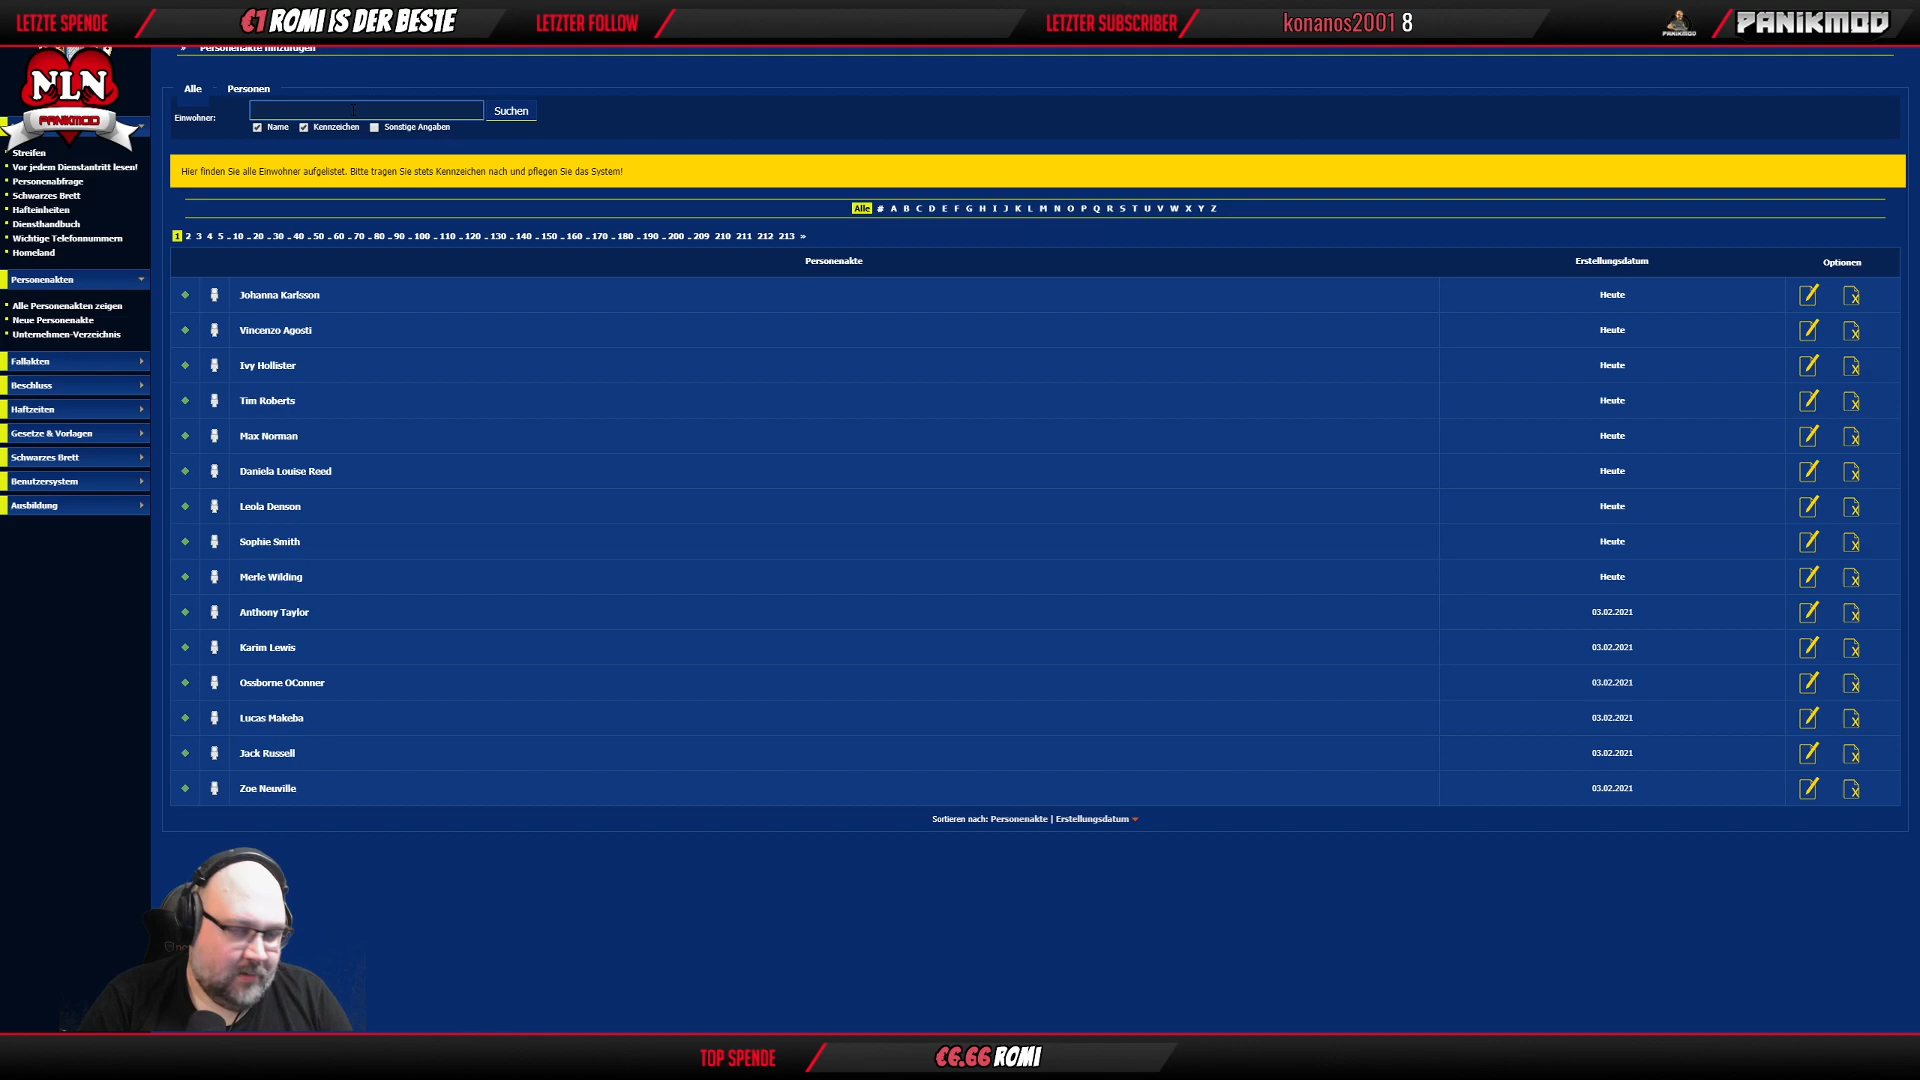 LETZTE SPENDE
€7 ROMI IS DER BESTE
LETZTER FOLLOW
LETZTER SUBSCRIBER
konanos2001 8
PANIKMOD
PANIKMOD
NLN
PANIKMOD
» Personenakte hinzufügen
Alle Personen
Einwohner:
Suchen
Name Kennzeichen Sonstige Angaben
Hier finden Sie alle Einwohner aufgelistet. Bitte tragen Sie stets Kennzeichen nach und pflegen Sie das System!
Alle # A B C D E F G H I J K L M N O P Q R S T U V W X Y Z
1 2 3 4 5 .. 10 .. 20 .. 30 .. 40 .. 50 .. 60 .. 70 .. 80 .. 90 .. 100 .. 110 .. 120 .. 130 .. 140 .. 150 .. 160 .. 170 .. 180 .. 190 .. 200 .. 209 210 211 212 213 »
Streifen
Vor jedem Dienstantritt lesen!
Personenabfrage
Schwarzes Brett
Hafteinheiten
Diensthandbuch
Wichtige Telefonnummern
Homeland
Personenakten
Alle Personenakten zeigen
Neue Personenakte
Unternehmen-Verzeichnis
Fallakten
Beschluss
Haftzeiten
Gesetze & Vorlagen
Schwarzes Brett
Benutzersystem
Ausbildung
Personenakte Erstellungsdatum Optionen
Johanna Karlsson Heute
Vincenzo Agosti Heute
Ivy Hollister Heute
Tim Roberts Heute
Max Norman Heute
Daniela Louise Reed Heute
Leola Denson Heute
Sophie Smith Heute
Merle Wilding Heute
Anthony Taylor 03.02.2021
Karim Lewis 03.02.2021
Ossborne OConner 03.02.2021
Lucas Makeba 03.02.2021
Jack Russell 03.02.2021
Zoe Neuville 03.02.2021
Sortieren nach: Personenakte | Erstellungsdatum
TOP SPENDE
€6.66 ROMI